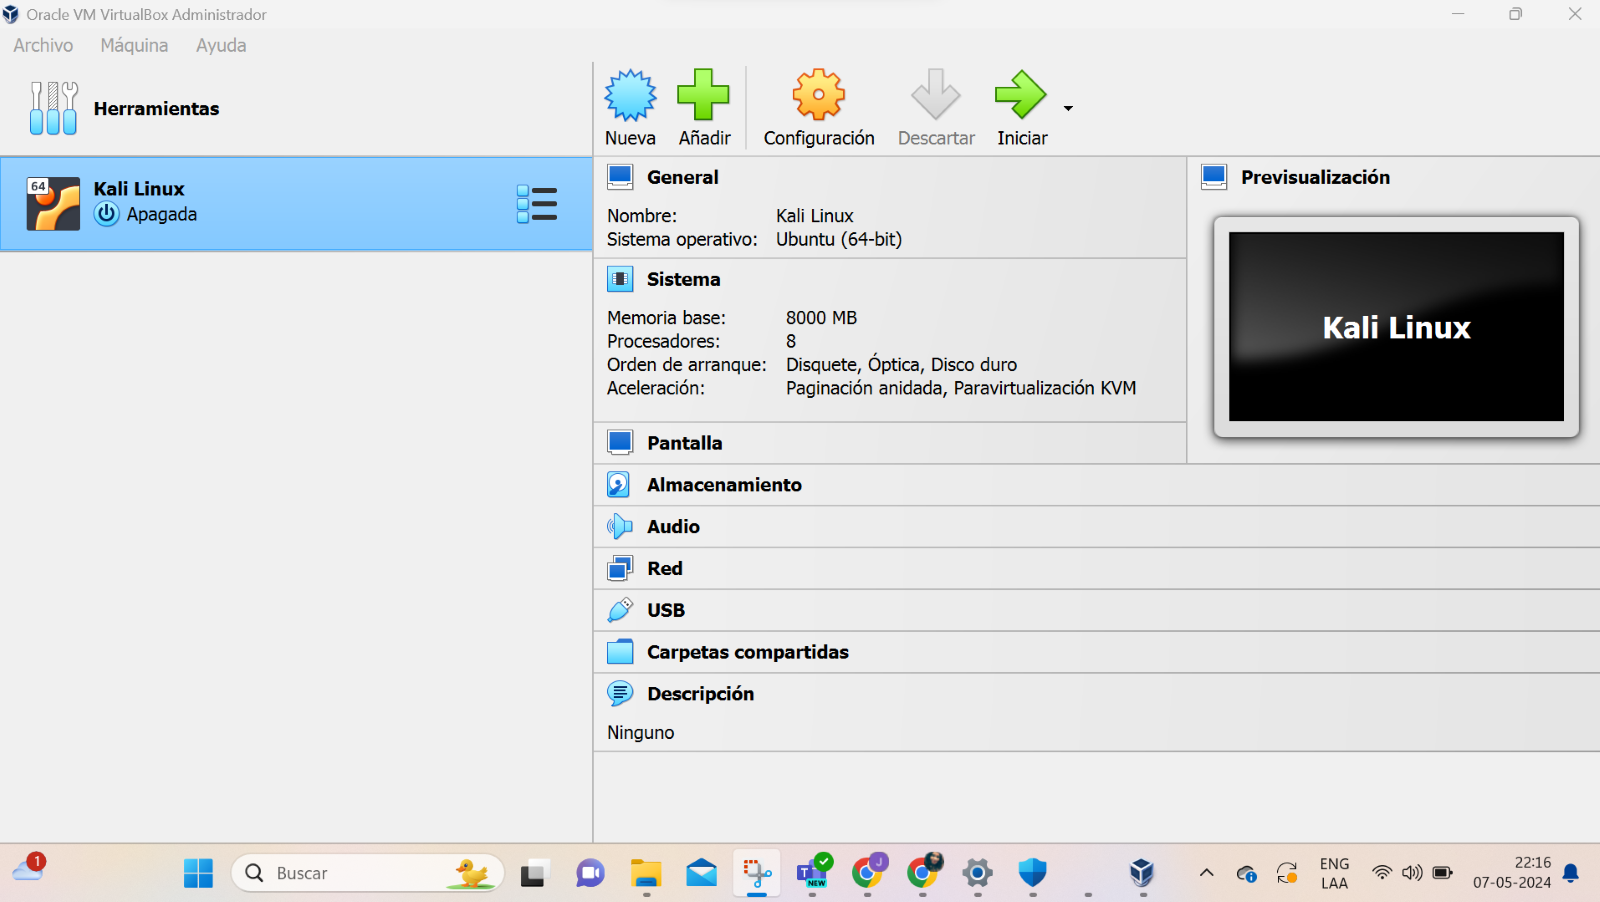 Oracle VM VirtualBox Administrador
Archivo Máquina Ayuda
Herramientas
Nueva Añadir Configuración Descartar Iniciar
64
Kali Linux
Apagada
General
Nombre: Kali Linux
Sistema operativo: Ubuntu (64-bit)
Sistema
Memoria base: 8000 MB
Procesadores: 8
Orden de arranque: Disquete, Óptica, Disco duro
Aceleración: Paginación anidada, Paravirtualización KVM
Previsualización
Kali Linux
Pantalla
Almacenamiento
Audio
Red
USB
Carpetas compartidas
Descripción
Ninguno
1
Buscar
T
NEW
J
ENG
LAA
22:16
07-05-2024